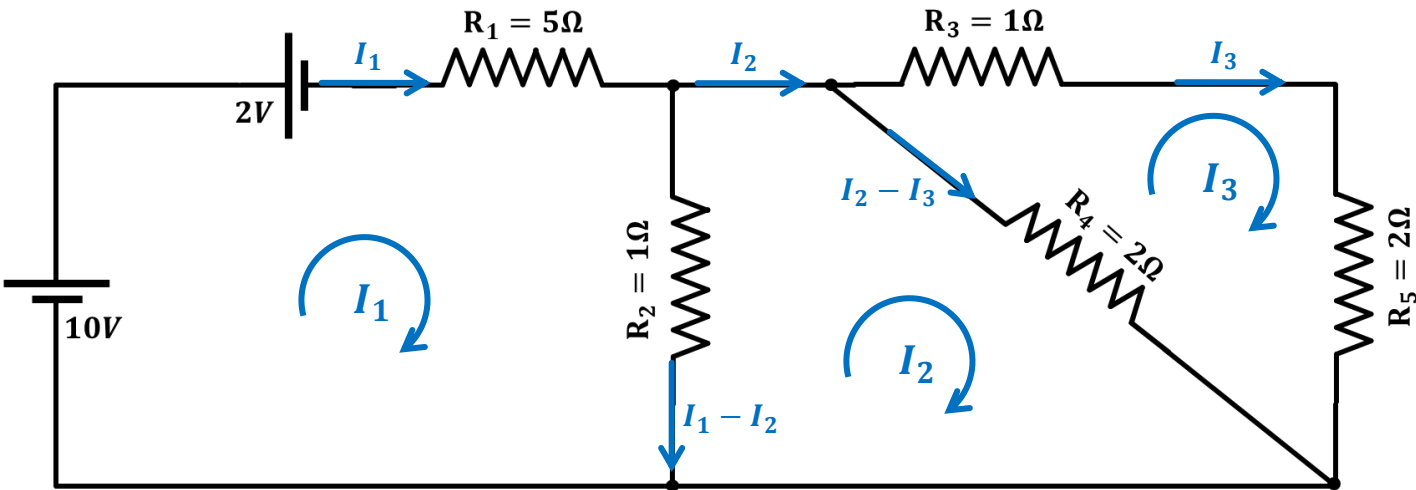 R₁ = 5Ω
R₃ = 1Ω
I₁
I₂
I₃
2V
I₂ − I₃
I₃
R₄ = 2Ω
R₂ = 1Ω
R₅ = 2Ω
I₁
10V
I₂
I₁ − I₂